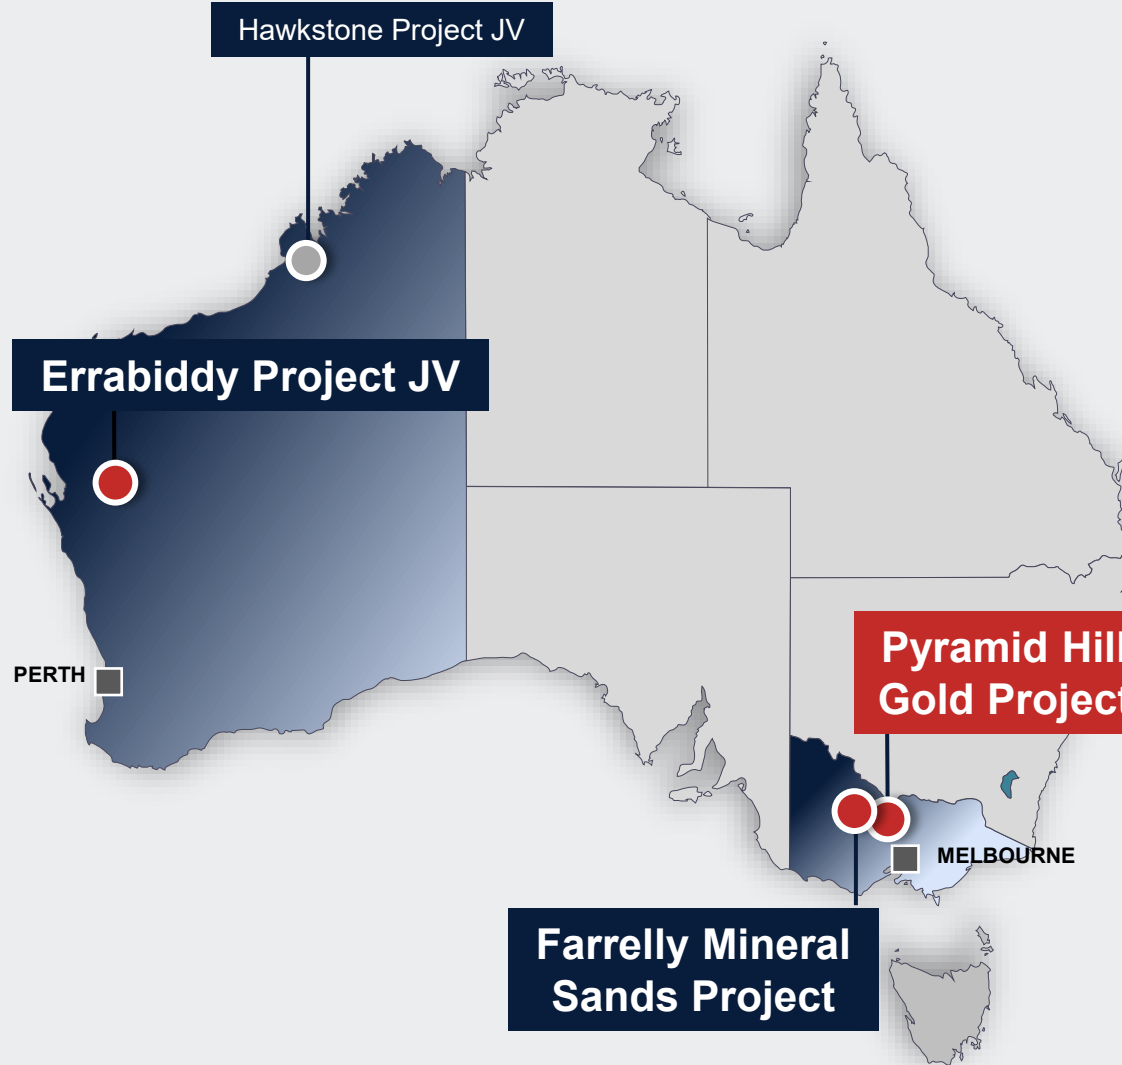 Hawkstone Project JV
Errabiddy Project JV
PERTH
Pyramid Hill
Gold Project
MELBOURNE
Farrelly Mineral
Sands Project